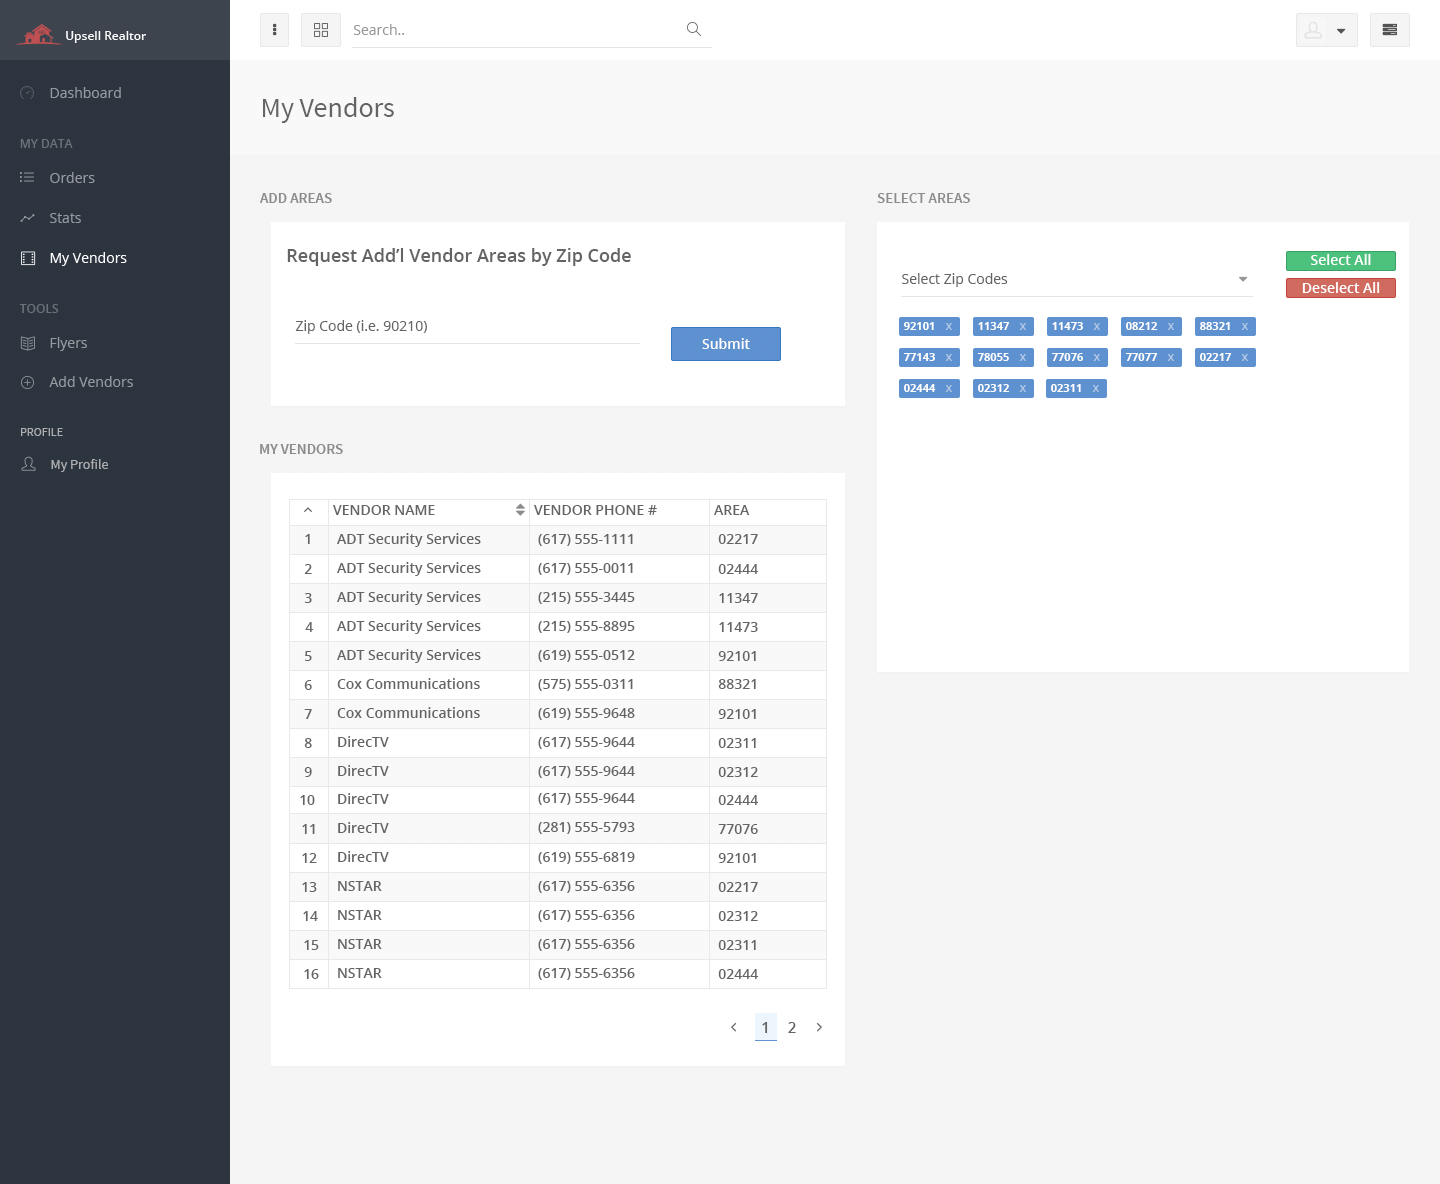 Upsell Realtor
Search..
Dashboard
MY DATA
Orders
Stats
My Vendors
TOOLS
Flyers
Add Vendors
PROFILE
My Profile
My Vendors
ADD AREAS
Request Add’l Vendor Areas by Zip Code
Zip Code (i.e. 90210)
Submit
SELECT AREAS
Select Zip Codes
Select All
Deselect All
92101 x 11347 x 11473 x 08212 x 88321 x
77143 x 78055 x 77076 x 77077 x 02217 x
02444 x 02312 x 02311 x
MY VENDORS
VENDOR NAME VENDOR PHONE # AREA
1 ADT Security Services (617) 555-1111 02217
2 ADT Security Services (617) 555-0011 02444
3 ADT Security Services (215) 555-3445 11347
4 ADT Security Services (215) 555-8895 11473
5 ADT Security Services (619) 555-0512 92101
6 Cox Communications (575) 555-0311 88321
7 Cox Communications (619) 555-9648 92101
8 DirecTV (617) 555-9644 02311
9 DirecTV (617) 555-9644 02312
10 DirecTV (617) 555-9644 02444
11 DirecTV (281) 555-5793 77076
12 DirecTV (619) 555-6819 92101
13 NSTAR (617) 555-6356 02217
14 NSTAR (617) 555-6356 02312
15 NSTAR (617) 555-6356 02311
16 NSTAR (617) 555-6356 02444
1 2